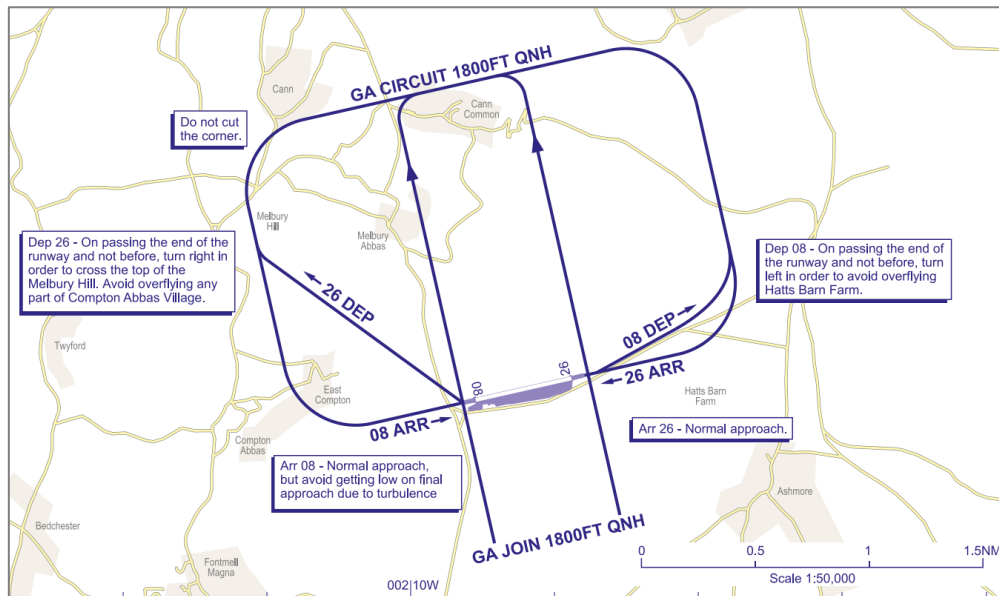 GA CIRCUIT 1800FT QNH
Cann
Cann
Common
Do not cut
the corner.
Melbury
Hill
Melbury
Abbas
Dep 26 - On passing the end of the
runway and not before, turn right in
order to cross the top of the
Melbury Hill. Avoid overflying any
part of Compton Abbas Village.
Dep 08 - On passing the end of
the runway and not before, turn
left in order to avoid overflying
Hatts Barn Farm.
26 DEP
08 DEP
Twyford
26
26 ARR
08
East
Compton
Hatts Barn
Farm
08 ARR
Compton
Abbas
Arr 26 - Normal approach.
Arr 08 - Normal approach,
but avoid getting low on final
approach due to turbulence
Ashmore
Bedchester
GA JOIN 1800FT QNH
Fontmell
Magna
0 0.5 1 1.5NM
Scale 1:50,000
002 10W